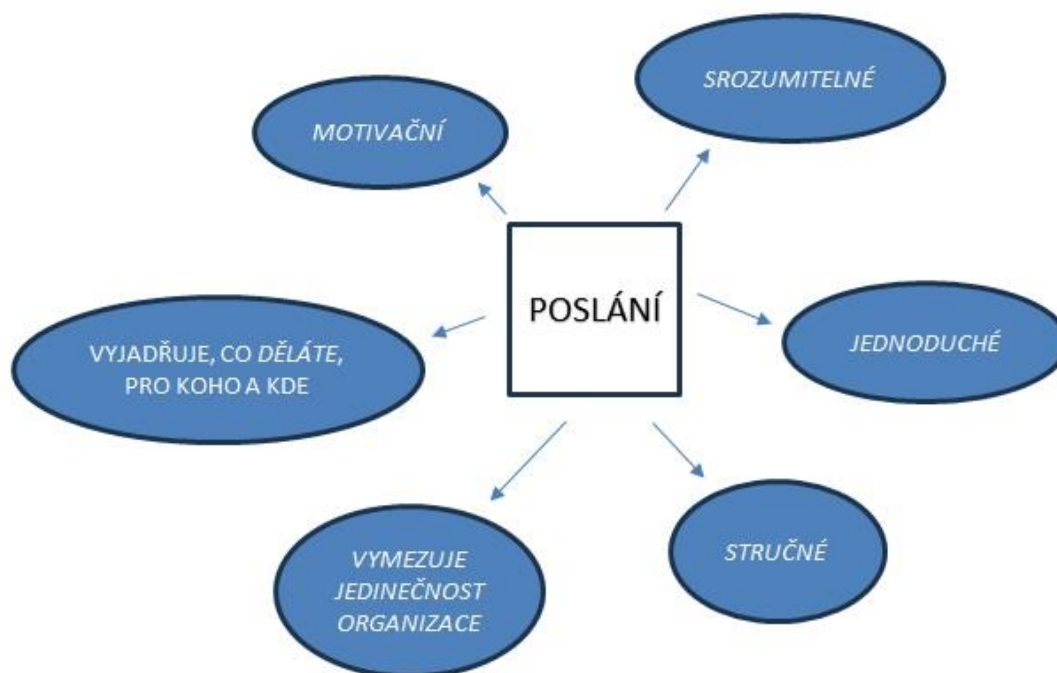 SROZUMITELNÉ
MOTIVAČNÍ
POSLÁNÍ
JEDNODUCHÉ
VYJADŘUJE, CO DĚLÁTE,
PRO KOHO A KDE
STRUČNÉ
VYMEZUJE
JEDINEČNOST
ORGANIZACE